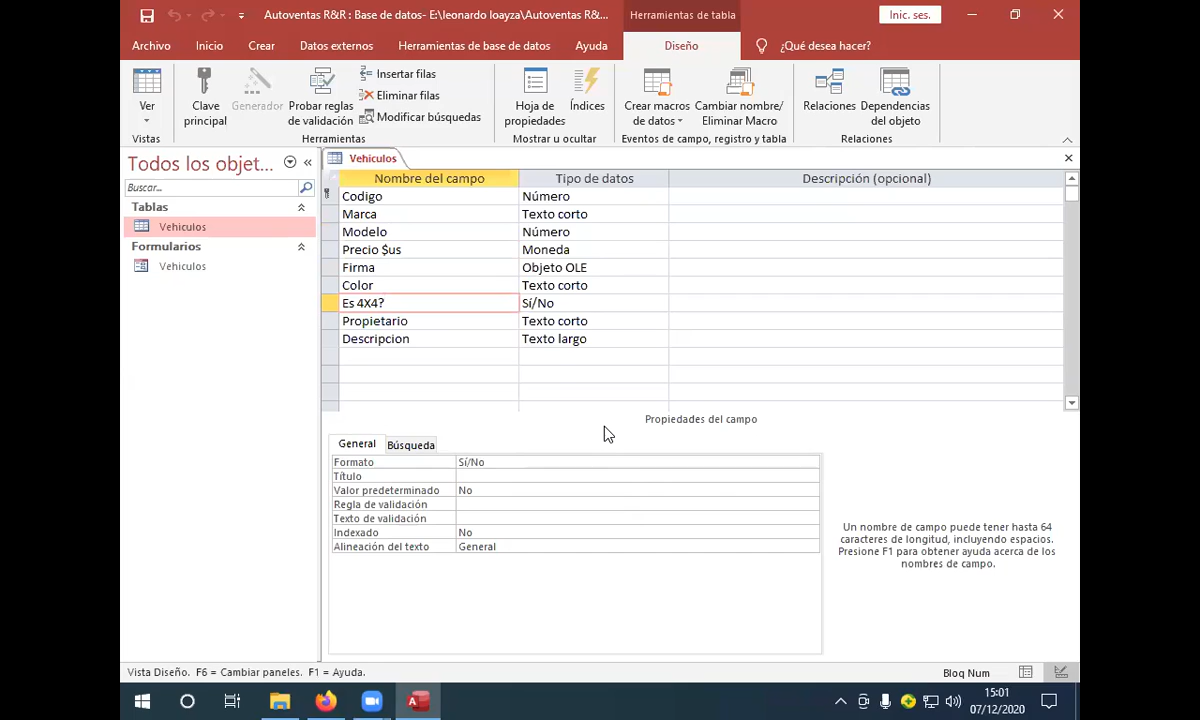 Autoventas R&R : Base de datos- E:\leonardo loayza\Autoventas R&...
Herramientas de tabla
Inic. ses.
Archivo Inicio Crear Datos externos Herramientas de base de datos Ayuda Diseño ¿Qué desea hacer?
Ver
Vistas
Clave principal
Generador
Probar reglas de validación
Insertar filas
Eliminar filas
Modificar búsquedas
Herramientas
Hoja de propiedades
Índices
Mostrar u ocultar
Crear macros de datos
Cambiar nombre/ Eliminar Macro
Eventos de campo, registro y tabla
Relaciones
Dependencias del objeto
Relaciones
Todos los objet...
Buscar...
Tablas
Vehiculos
Formularios
Vehiculos
Vehiculos
Nombre del campo Tipo de datos Descripción (opcional)
Codigo Número
Marca Texto corto
Modelo Número
Precio $us Moneda
Firma Objeto OLE
Color Texto corto
Es 4X4? Sí/No
Propietario Texto corto
Descripcion Texto largo
Propiedades del campo
General Búsqueda
Formato Sí/No
Título
Valor predeterminado No
Regla de validación
Texto de validación
Indexado No
Alineación del texto General
Un nombre de campo puede tener hasta 64
caracteres de longitud, incluyendo espacios.
Presione F1 para obtener ayuda acerca de los
nombres de campo.
Vista Diseño. F6 = Cambiar paneles. F1 = Ayuda.
Bloq Num
15:01
07/12/2020